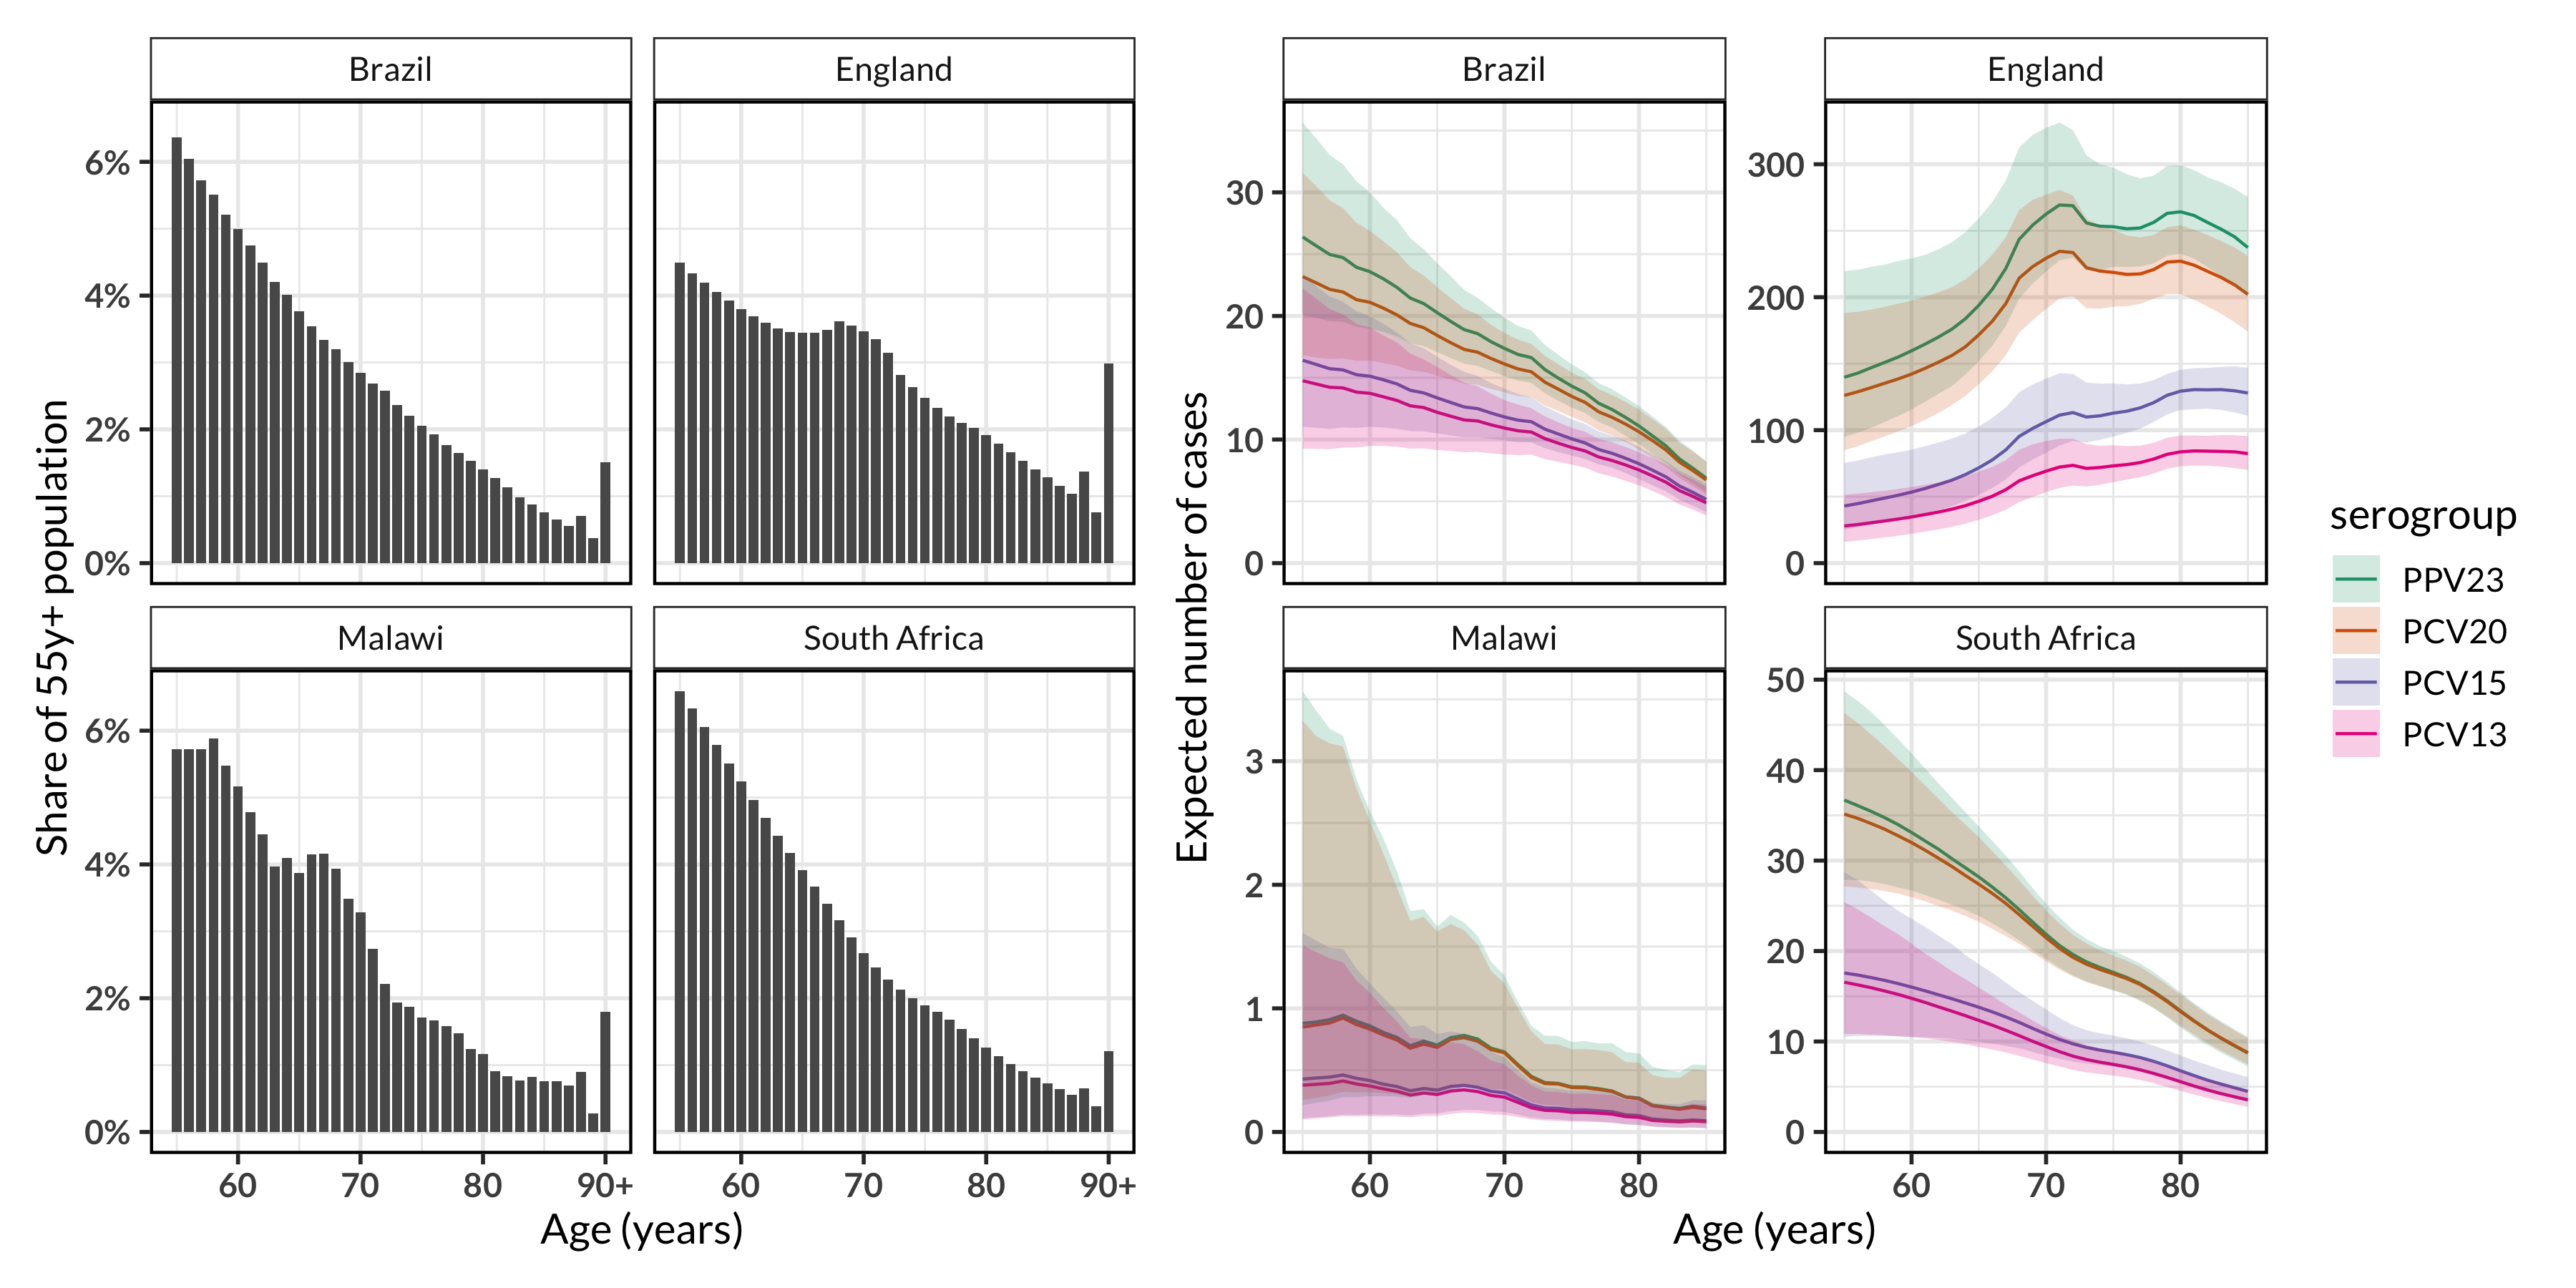 Brazil
England
Share of 55y+ population
6%
4%
2%
0%
Malawi
South Africa
6%
4%
2%
0%
60 70 80 90+
60 70 80 90+
Age (years)
Brazil
England
Expected number of cases
30
20
10
0
300
200
100
0
Malawi
South Africa
3
2
1
0
50
40
30
20
10
0
60 70 80
60 70 80
Age (years)
serogroup
PPV23
PCV20
PCV15
PCV13